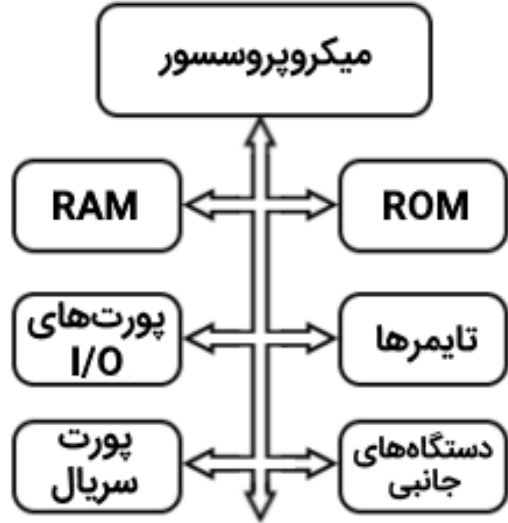 میکروپروسسور
RAM
ROM
پورت‌های
I/O
تایمرها
پورت
سریال
دستگاه‌های
جانبی